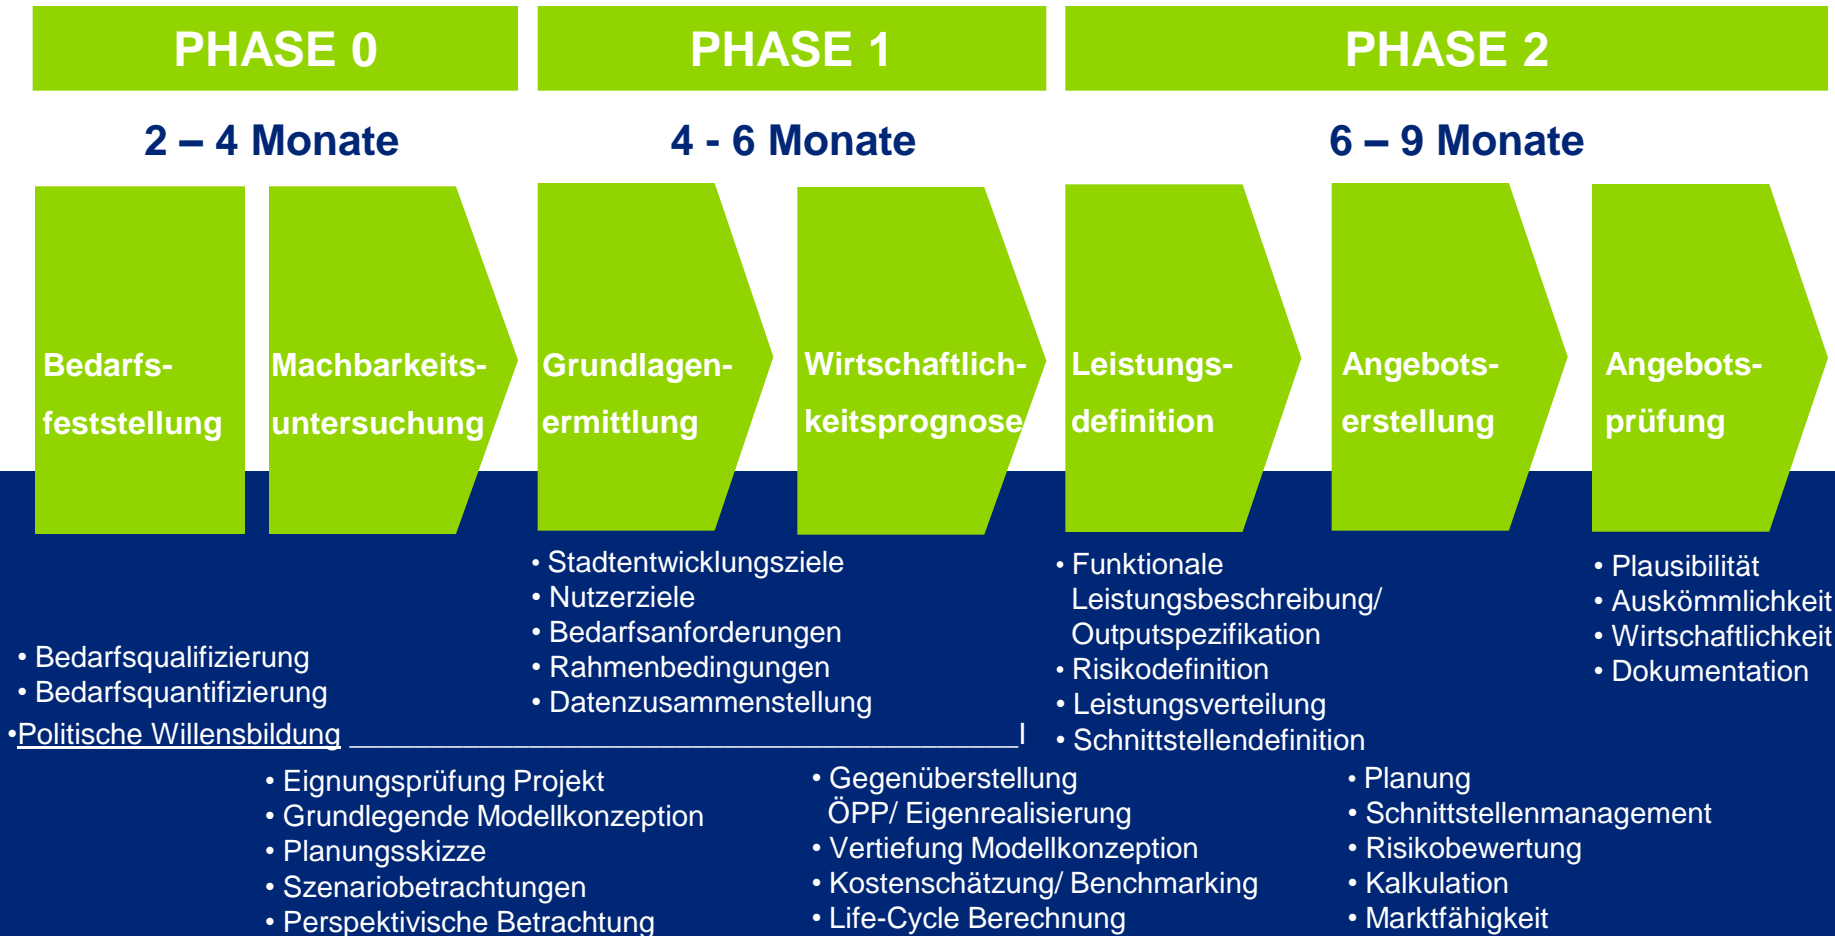 PHASE 0
PHASE 1
PHASE 2
2 – 4 Monate
4 - 6 Monate
6 – 9 Monate
Bedarfs-
feststellung
Machbarkeits-
untersuchung
Grundlagen-
ermittlung
Wirtschaftlich-
keitsprognose
Leistungs-
definition
Angebots-
erstellung
Angebots-
prüfung
• Bedarfsqualifizierung
• Bedarfsquantifizierung
•Politische Willensbildung _________________________________________l
• Stadtentwicklungsziele
• Nutzerziele
• Bedarfsanforderungen
• Rahmenbedingungen
• Datenzusammenstellung
• Funktionale
Leistungsbeschreibung/
Outputspezifikation
• Risikodefinition
• Leistungsverteilung
• Schnittstellendefinition
• Plausibilität
• Auskömmlichkeit
• Wirtschaftlichkeit
• Dokumentation
• Eignungsprüfung Projekt
• Grundlegende Modellkonzeption
• Planungsskizze
• Szenariobetrachtungen
• Perspektivische Betrachtung
• Gegenüberstellung
ÖPP/ Eigenrealisierung
• Vertiefung Modellkonzeption
• Kostenschätzung/ Benchmarking
• Life-Cycle Berechnung
• Planung
• Schnittstellenmanagement
• Risikobewertung
• Kalkulation
• Marktfähigkeit